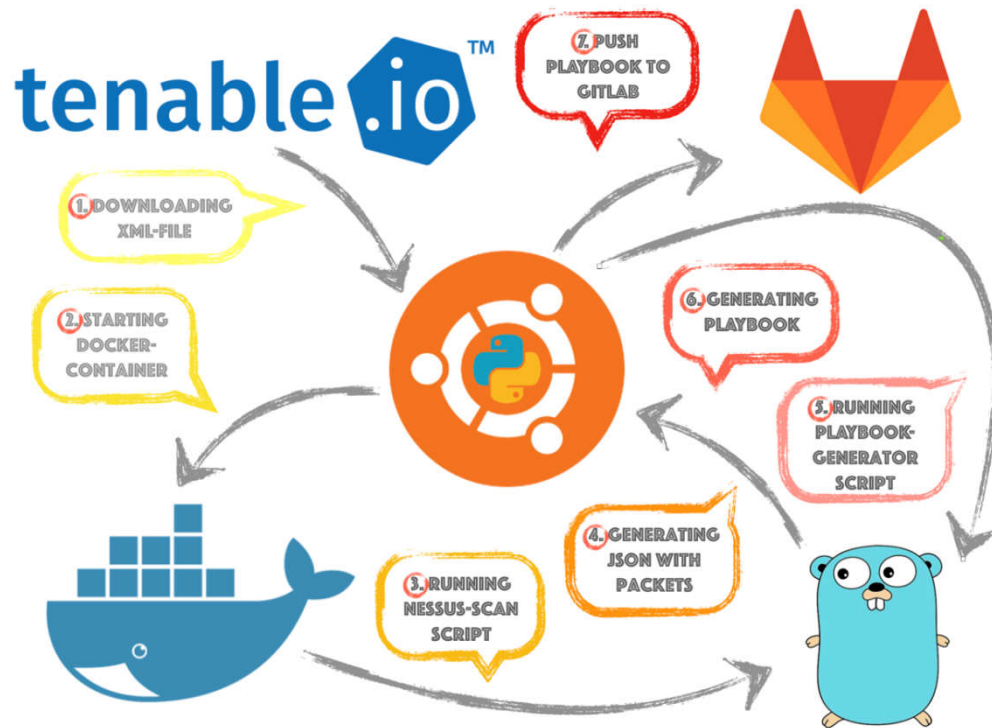 tenable.io™
1. DOWNLOADING
XML-FILE
2. STARTING
DOCKER-
CONTAINER
3. RUNNING
NESSUS-SCAN
SCRIPT
4. GENERATING
JSON WITH
PACKETS
5. RUNNING
PLAYBOOK-
GENERATOR
SCRIPT
6. GENERATING
PLAYBOOK
7. PUSH
PLAYBOOK TO
GITLAB